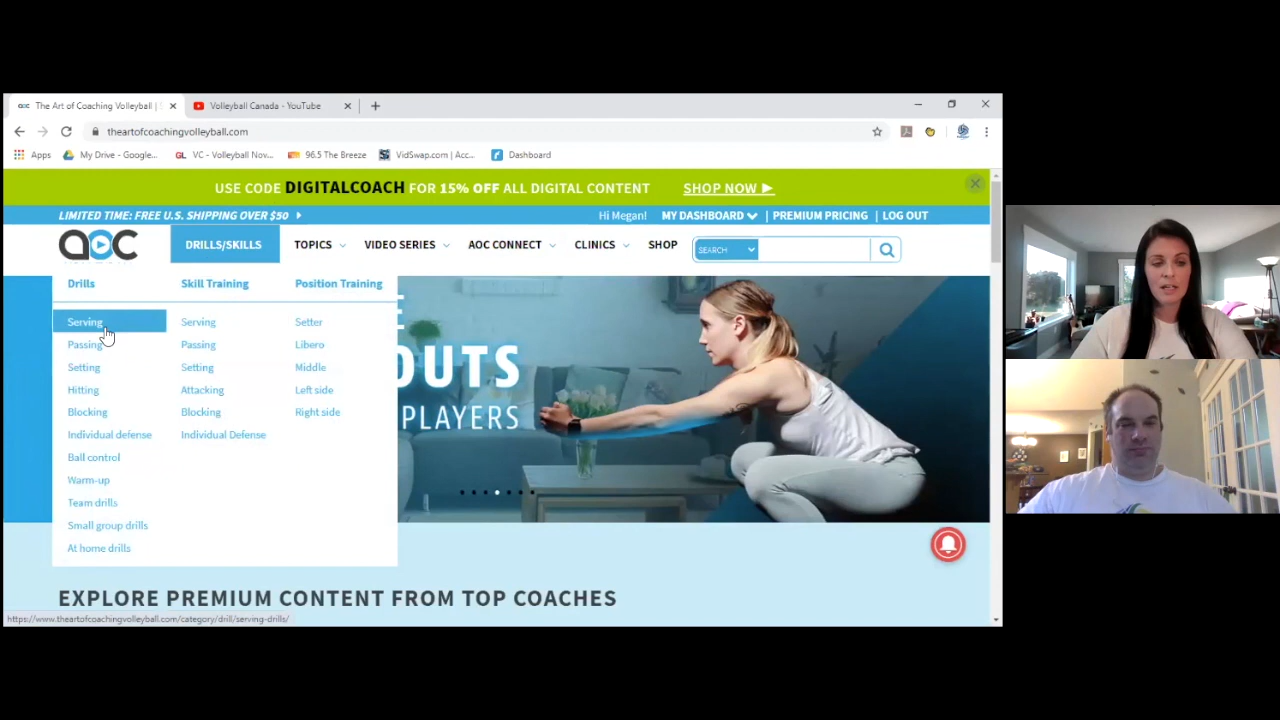 The Art of Coaching Volleyball |
Volleyball Canada - YouTube
theartofcoachingvolleyball.com
Apps
My Drive - Google...
GL VC - Volleyball Nov...
96.5 The Breeze
VidSwap.com | Acc...
Dashboard
USE CODE DIGITALCOACH FOR 15% OFF ALL DIGITAL CONTENT SHOP NOW
LIMITED TIME: FREE U.S. SHIPPING OVER $50
Hi Megan! MY DASHBOARD | PREMIUM PRICING | LOG OUT
aoc DRILLS/SKILLS TOPICS VIDEO SERIES AOC CONNECT CLINICS SHOP SEARCH
Drills Skill Training Position Training
Serving Serving Setter
Passing Passing Libero
Setting Setting Middle
Hitting Attacking Left side
Blocking Blocking Right side
Individual defense Individual Defense
Ball control
Warm-up
Team drills
Small group drills
At home drills
E
OUTS
PLAYERS
EXPLORE PREMIUM CONTENT FROM TOP COACHES
https://www.theartofcoachingvolleyball.com/category/drill/serving-drills/